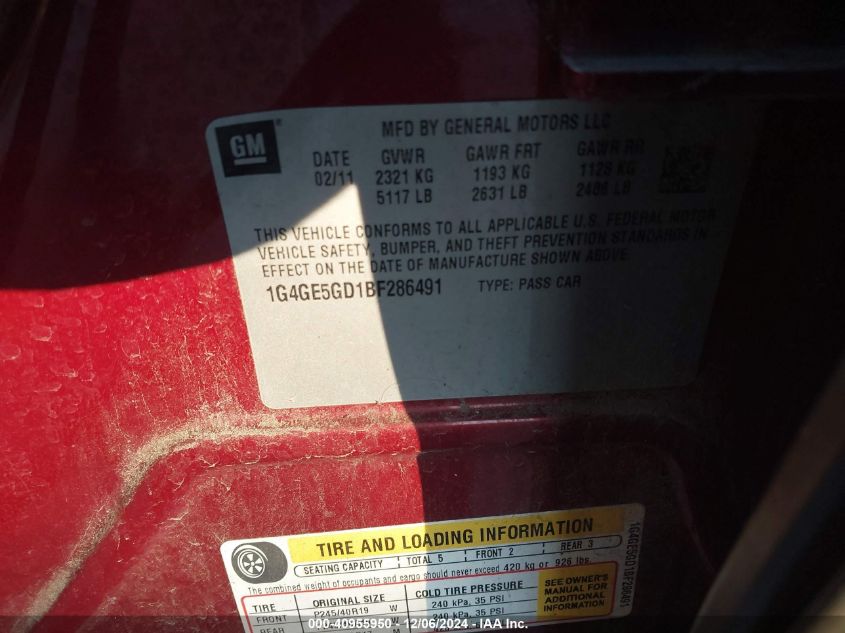 GM ®
MFD BY GENERAL MOTORS LLC
DATE GVWR GAWR FRT GAWR RR
02/11 2321 KG 1193 KG 1128 KG
5117 LB 2631 LB 2486 LB
THIS VEHICLE CONFORMS TO ALL APPLICABLE U.S. FEDERAL MOTOR
VEHICLE SAFETY, BUMPER, AND THEFT PREVENTION STANDARDS IN
EFFECT ON THE DATE OF MANUFACTURE SHOWN ABOVE.
1G4GE5GD1BF286491 TYPE: PASS CAR
TIRE AND LOADING INFORMATION
SEATING CAPACITY TOTAL 5 FRONT 2 REAR 3
The combined weight of occupants and cargo should never exceed 420 kg or 926 lbs.
TIRE ORIGINAL SIZE COLD TIRE PRESSURE
FRONT P245/40R19 W 240 kPa, 35 PSI
REAR W 240 kPa, 35 PSI
SEE OWNER'S
MANUAL FOR
ADDITIONAL
INFORMATION
1G4GE5GD1BF286491
000-40955950 - 12/06/2024 - IAA Inc.